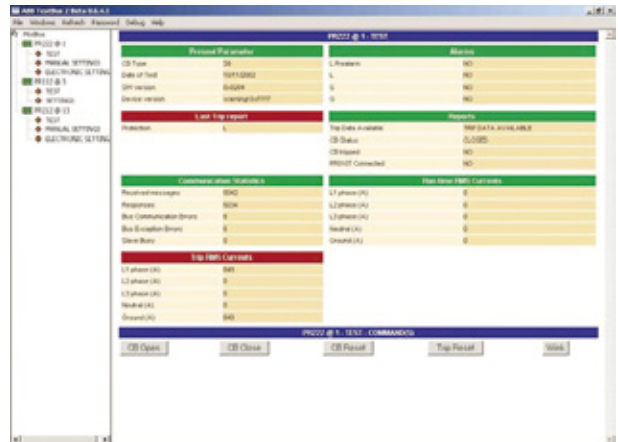 ABB TestBus 2 Beta 0.6.4.2
File Windows Refresh Password Debug Help
Modbus
PR222 @ 1
TEST
MANUAL SETTINGS
ELECTRONIC SETTING
PR212 @ 5
TEST
SETTINGS
PR222 @ 13
TEST
MANUAL SETTINGS
ELECTRONIC SETTING
PR222 @ 1 - TEST
Present Parameter
CB Type
Date of Test
SW version
Device version
Alarms
L Prealarm NO
L NO
S NO
G NO
Last Trip report
Protection L
Reports
Trip Data Available TRIP DATA AVAILABLE
CB Status CLOSED
CB tripped NO
PR010T Connected NO
Communication Statistics
Received messages
Responses
Bus Communication Errors 0
Bus Exception Errors 0
Slave Busy 0
Run time RMS Currents
L1 phase (A) 0
L2 phase (A) 0
L3 phase (A) 0
Neutral (A) 0
Ground (A) 0
Trip RMS Currents
L1 phase (A)
L2 phase (A) 0
L3 phase (A) 0
Neutral (A) 0
Ground (A)
PR222 @ 1 - TEST - COMMAND(S)
CB Open CB Close CB Reset Trip Reset Wink